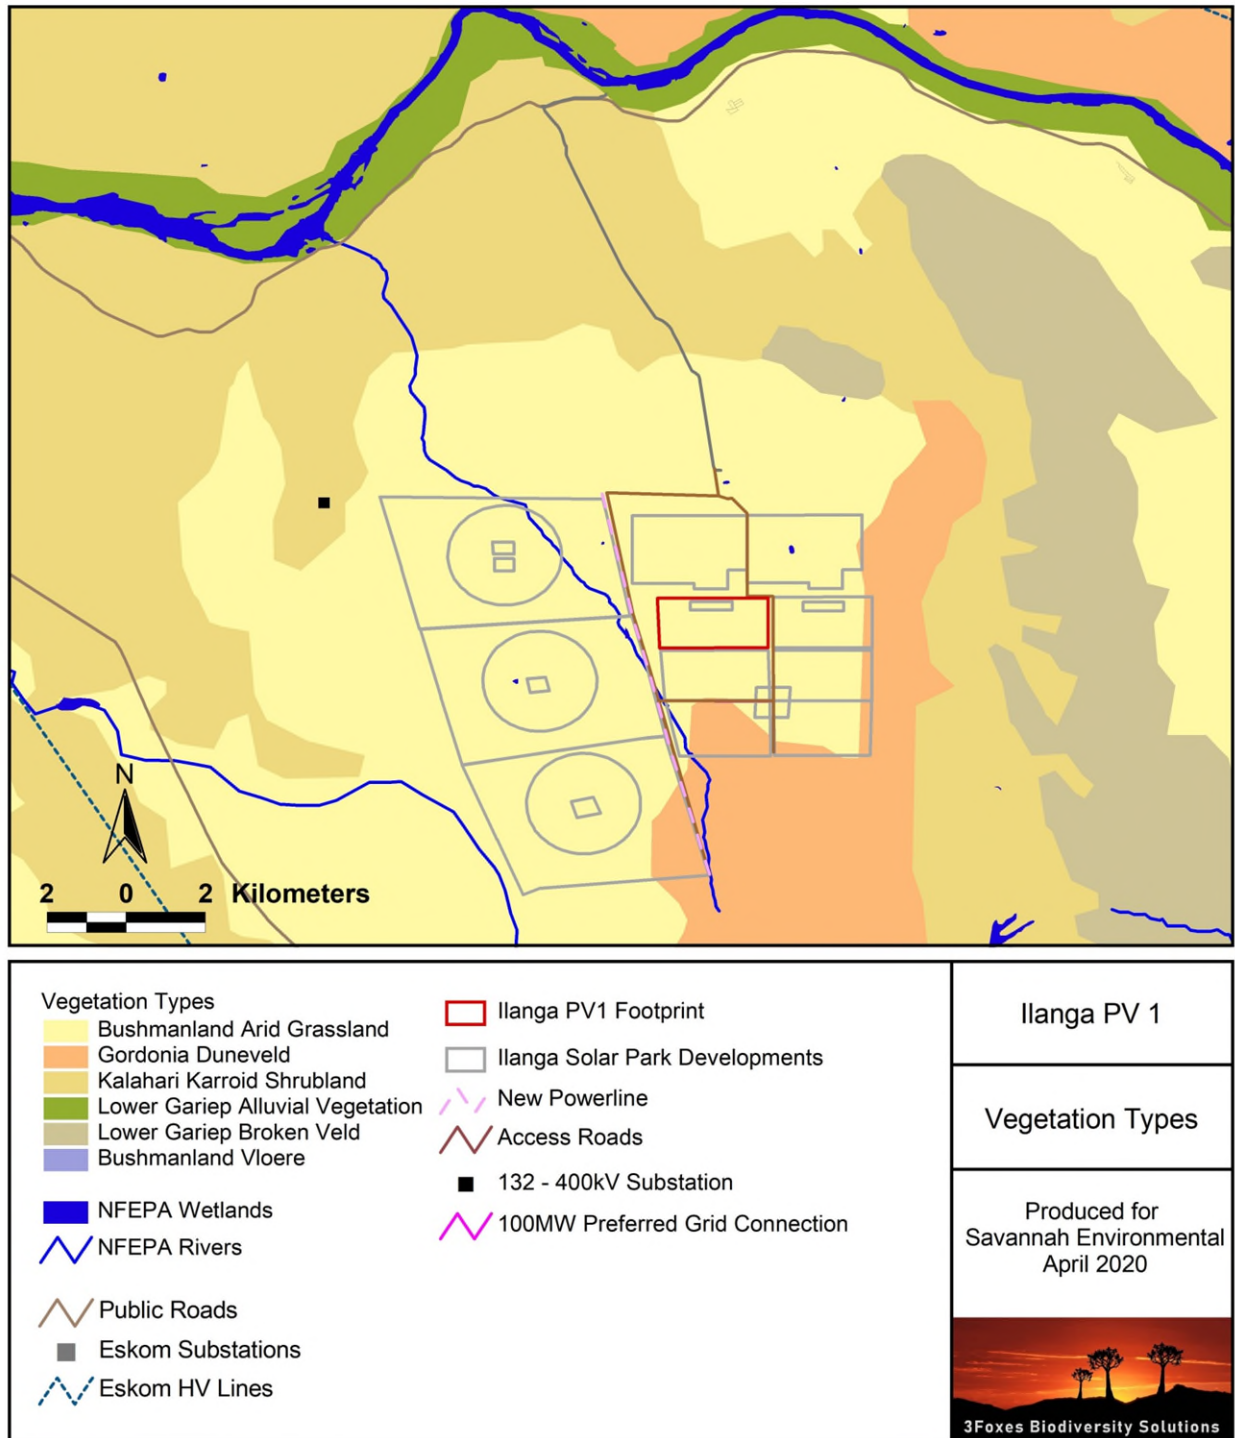 N
2 0 2 Kilometers
Vegetation Types
Bushmanland Arid Grassland
Gordonia Duneveld
Kalahari Karroid Shrubland
Lower Gariep Alluvial Vegetation
Lower Gariep Broken Veld
Bushmanland Vloere
NFEPA Wetlands
NFEPA Rivers
Public Roads
Eskom Substations
Eskom HV Lines
Ilanga PV1 Footprint
Ilanga Solar Park Developments
New Powerline
Access Roads
132 - 400kV Substation
100MW Preferred Grid Connection
Ilanga PV 1
Vegetation Types
Produced for
Savannah Environmental
April 2020
3Foxes Biodiversity Solutions